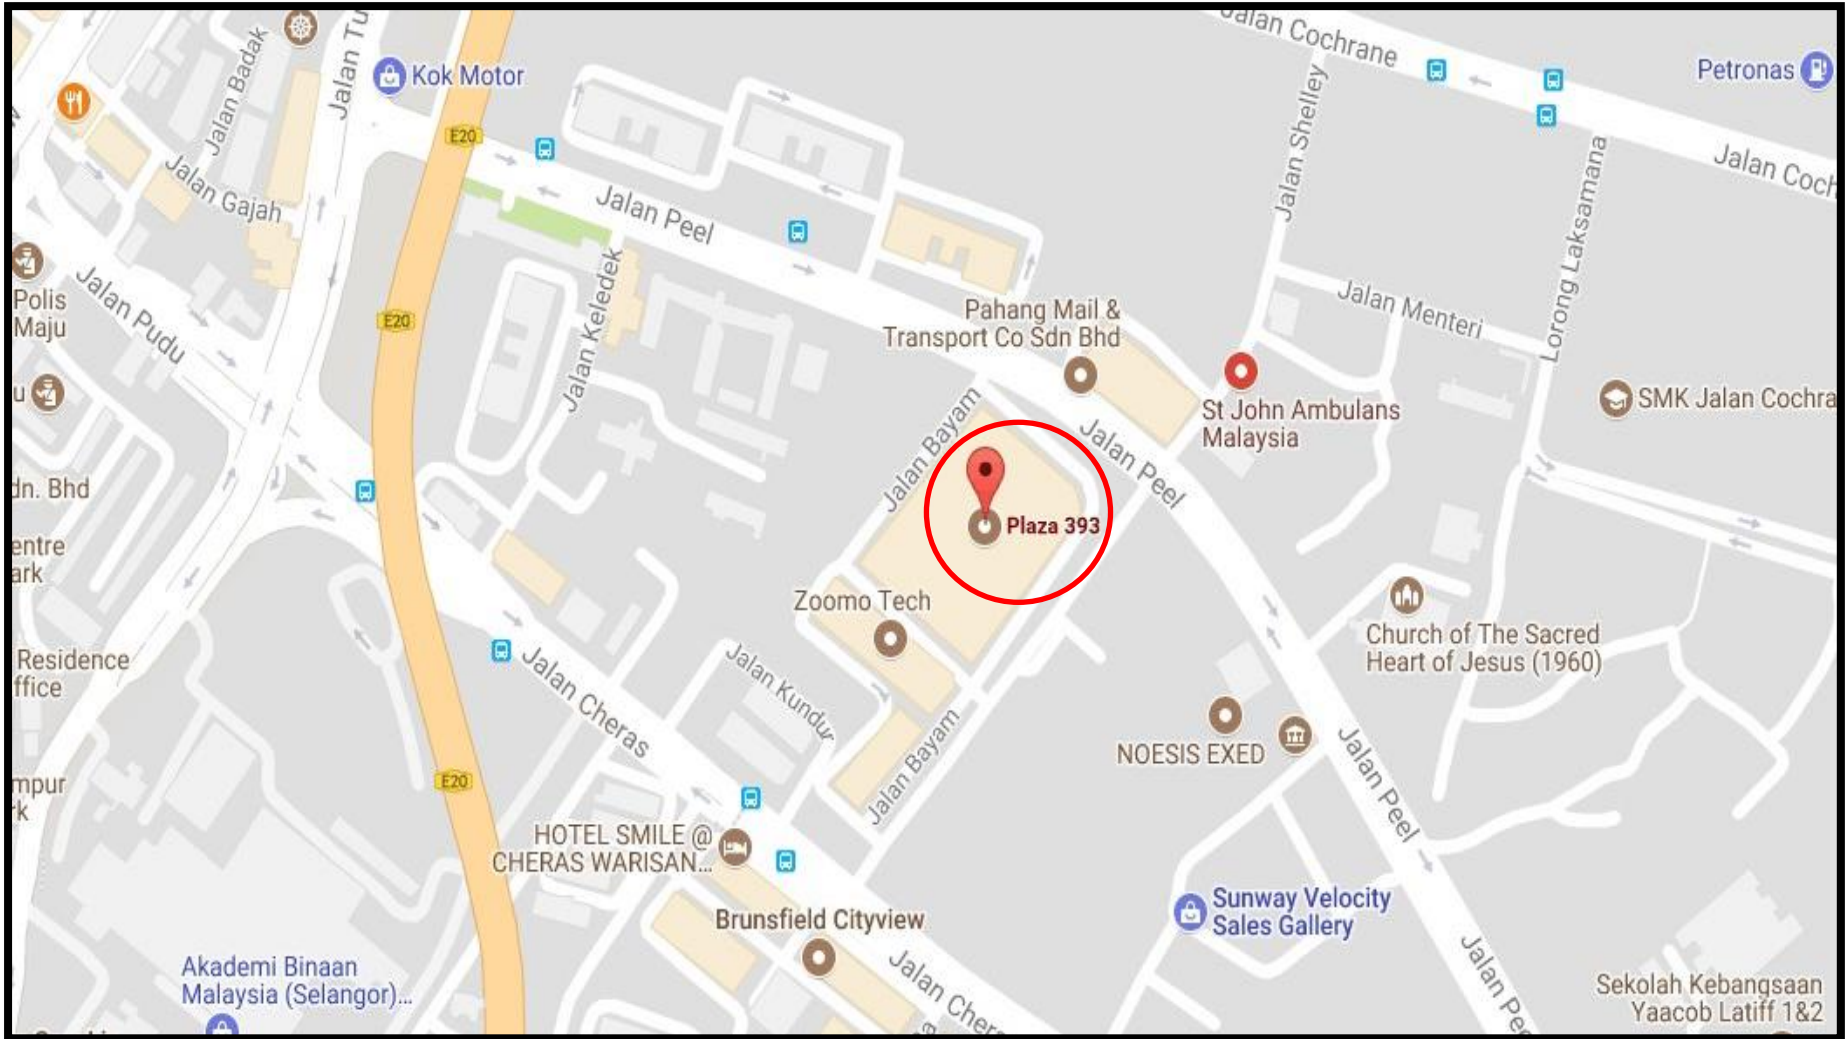 Jalan Cochrane
Petronas
Jalan Tu
Jalan Badak
Kok Motor
Jalan Shelley
E20
Jalan Coch
Lorong Laksamana
Jalan Gajah
Jalan Peel
Jalan Keledek
Polis
Maju
Jalan Pudu
E20
Pahang Mail &
Transport Co Sdn Bhd
Jalan Menteri
u
St John Ambulans
Malaysia
SMK Jalan Cochra
Jalan Bayam
Jalan Peel
dn. Bhd
Plaza 393
entre
ark
Zoomo Tech
Church of The Sacred
Heart of Jesus (1960)
Residence
ffice
Jalan Cheras
Jalan Kundur
NOESIS EXED
Jalan Bayam
Jalan Peel
E20
mpur
rk
HOTEL SMILE @
CHERAS WARISAN...
Sunway Velocity
Sales Gallery
Brunsfield Cityview
Akademi Binaan
Malaysia (Selangor)...
Jalan Cheras
Jalan Pee
Sekolah Kebangsaan
Yaacob Latiff 1&2